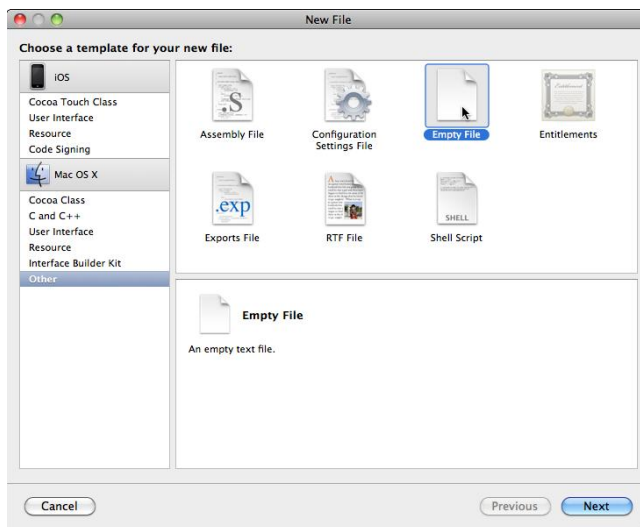 New File
Choose a template for your new file:
iOS
Cocoa Touch Class
User Interface
Resource
Code Signing
Mac OS X
Cocoa Class
C and C++
User Interface
Resource
Interface Builder Kit
Other
.S
Assembly File
Configuration
Settings File
Empty File
Entitlements
.exp
Exports File
RTF File
SHELL
Shell Script
Empty File
An empty text file.
Cancel
Previous
Next